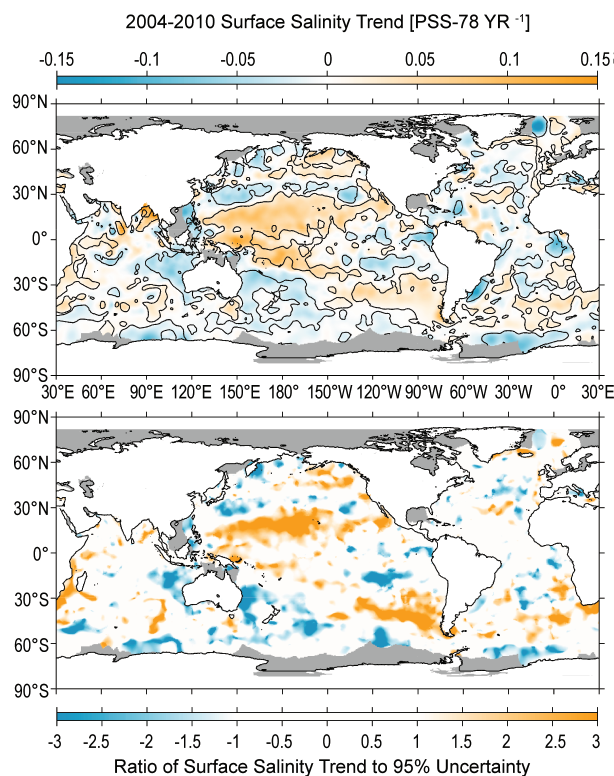 2004-2010 Surface Salinity Trend [PSS-78 YR ⁻¹]
-0.15 -0.1 -0.05 0 0.05 0.1 0.15
90°N
60°N
30°N
0°
30°S
60°S
90°S
30°E 60°E 90°E 120°E 150°E 180° 150°W 120°W 90°W 60°W 30°W 0° 30°E
90°N
60°N
30°N
0°
30°S
60°S
90°S
-3 -2.5 -2 -1.5 -1 -0.5 0 0.5 1 1.5 2 2.5 3
Ratio of Surface Salinity Trend to 95% Uncertainty